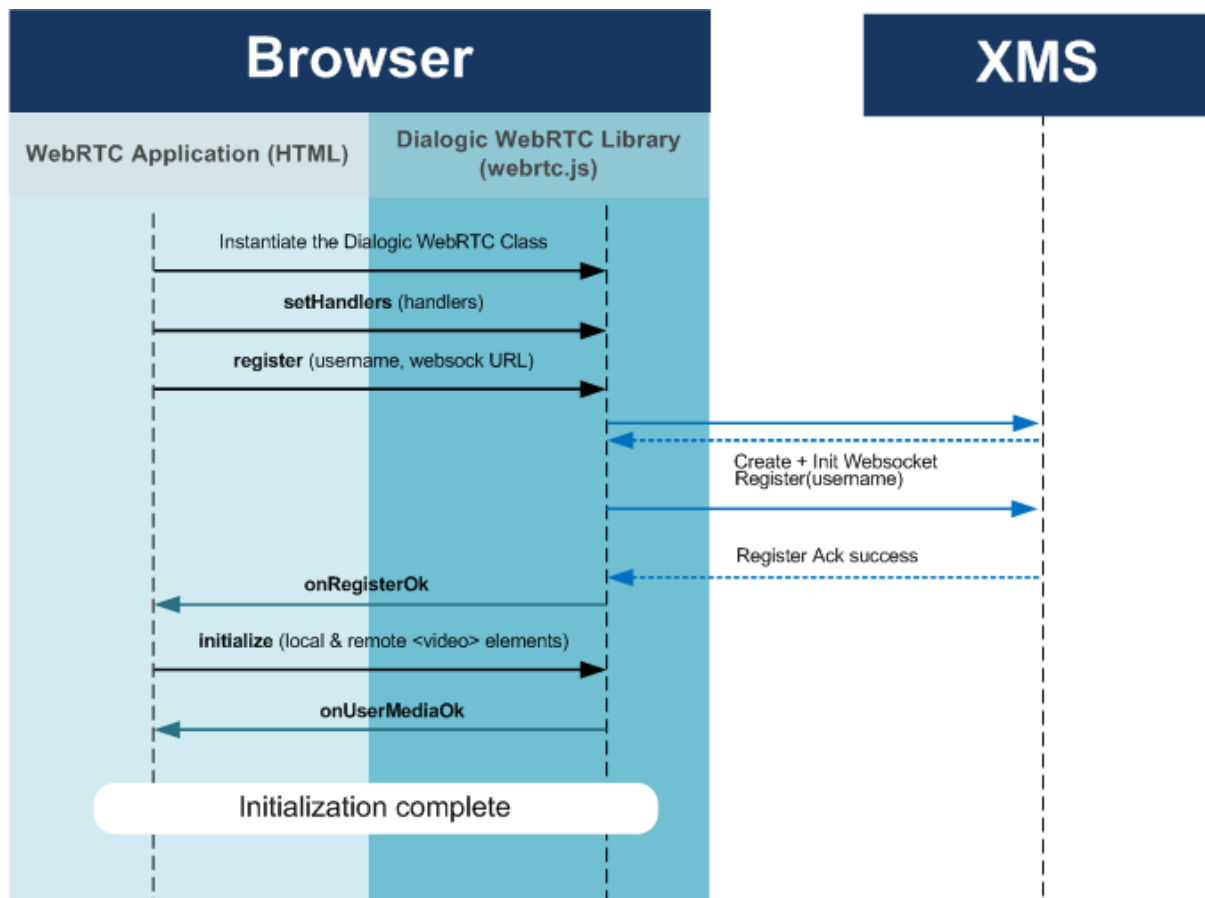 Browser
XMS
WebRTC Application (HTML)
Dialogic WebRTC Library
(webrtc.js)
Instantiate the Dialogic WebRTC Class
setHandlers (handlers)
register (username, websock URL)
Create + Init Websocket
Register(username)
Register Ack success
onRegisterOk
initialize (local & remote <video> elements)
onUserMediaOk
Initialization complete